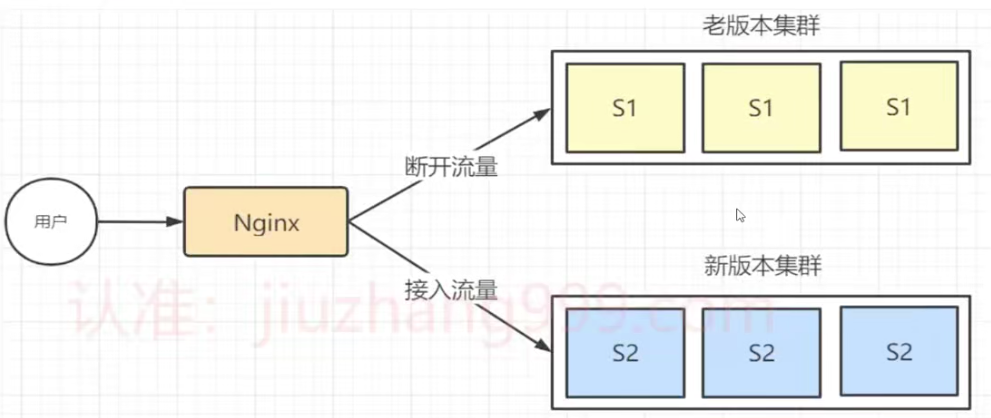 老版本集群
S1
S1
S1
断开流量
用户
Nginx
新版本集群
接入流量
认准：jiuzhang999.com
S2
S2
S2